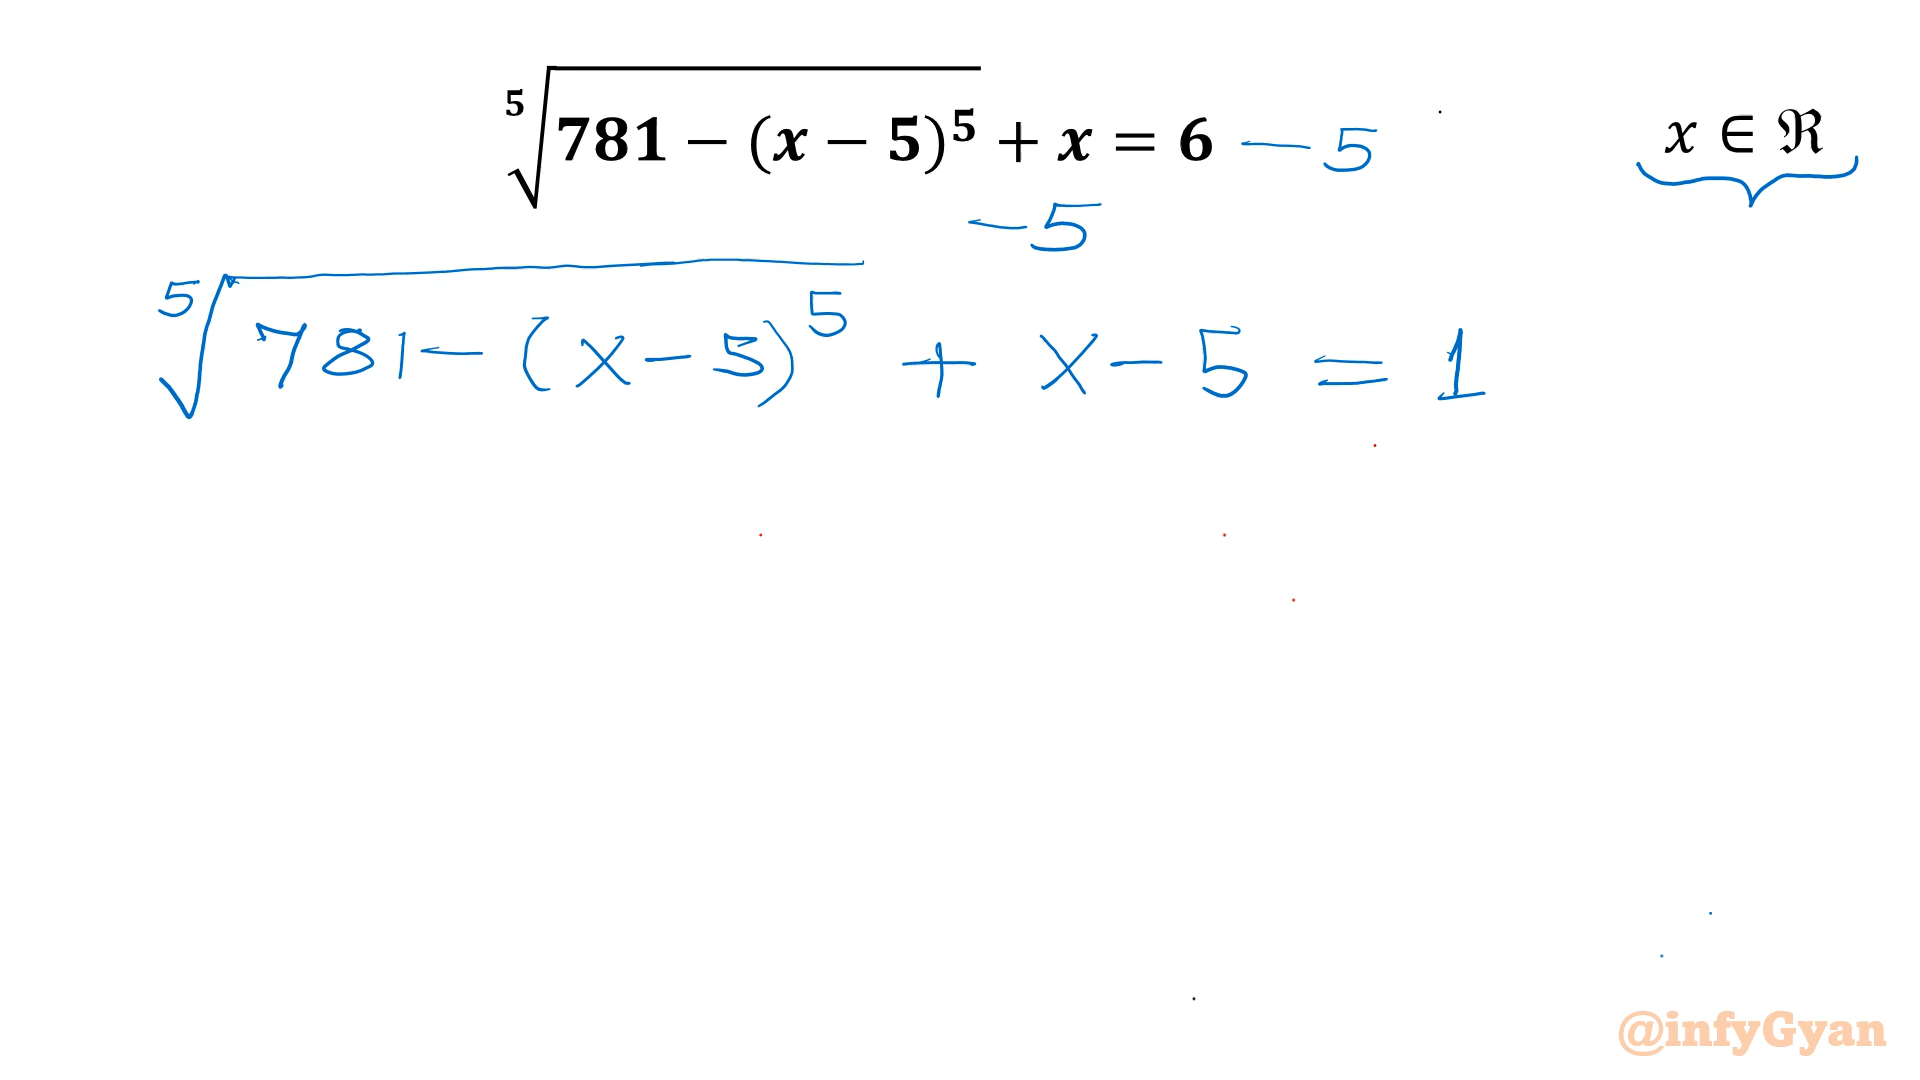 ⁵√(781 − (x − 5)⁵) + x = 6 − 5 x ∈ ℜ
− 5
⁵√(781 − (x − 5)⁵) + x − 5 = 1
@infyGyan